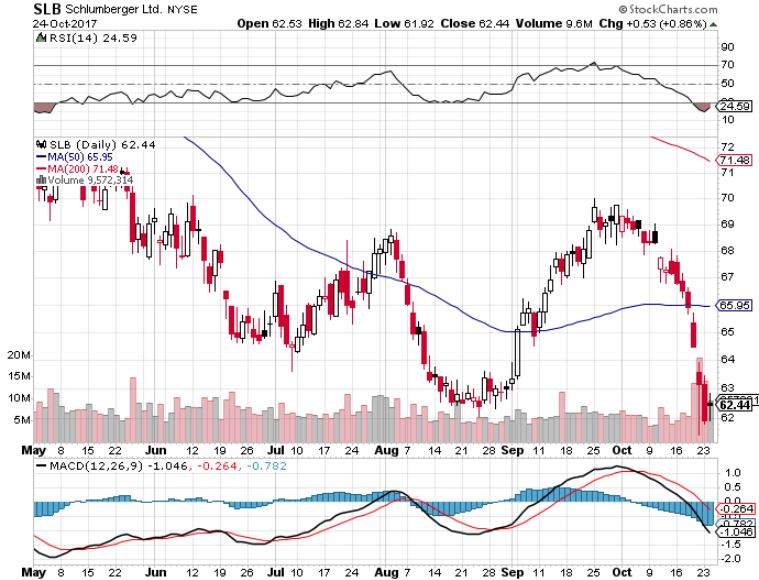 SLB Schlumberger Ltd. NYSE © StockCharts.com
24-Oct-2017 Open 62.53 High 62.84 Low 61.92 Close 62.44 Volume 9.6M Chg +0.53 (+0.86%)
RSI(14) 24.59
90
70
50
30
24.59
10
SLB (Daily) 62.44
MA(50) 65.95
MA(200) 71.48
Volume 9,572,314
72
71.48
71
70
69
68
67
65.95
65
64
63
62.44
62
20M
15M
10M
5M
May 8 15 22 Jun 12 19 26 Jul 10 17 24 Aug 7 14 21 28 Sep 11 18 25 Oct 9 16 23
MACD(12,26,9) -1.046, -0.264, -0.782
1.0
0.5
0.0
-0.264
-0.782
-1.046
-1.5
-2.0
May 8 15 22 Jun 12 19 26 Jul 10 17 24 Aug 7 14 21 28 Sep 11 18 25 Oct 9 16 23